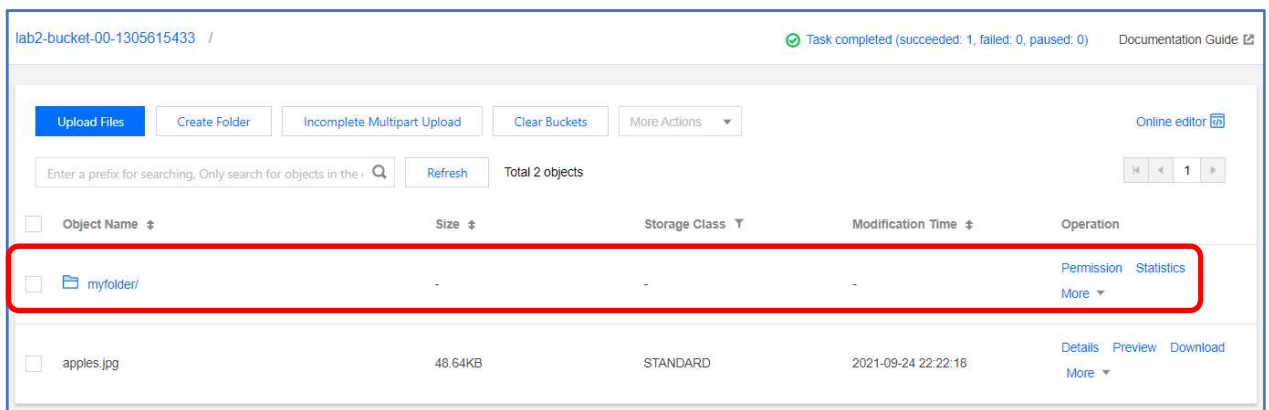 lab2-bucket-00-1305615433 / Task completed (succeeded: 1, failed: 0, paused: 0) Documentation Guide
Upload Files Create Folder Incomplete Multipart Upload Clear Buckets More Actions Online editor
Enter a prefix for searching. Only search for objects in the Refresh Total 2 objects 1
Object Name Size Storage Class Modification Time Operation
myfolder/ - - - Permission Statistics
More
apples.jpg 48.64KB STANDARD 2021-09-24 22:22:18 Details Preview Download
More